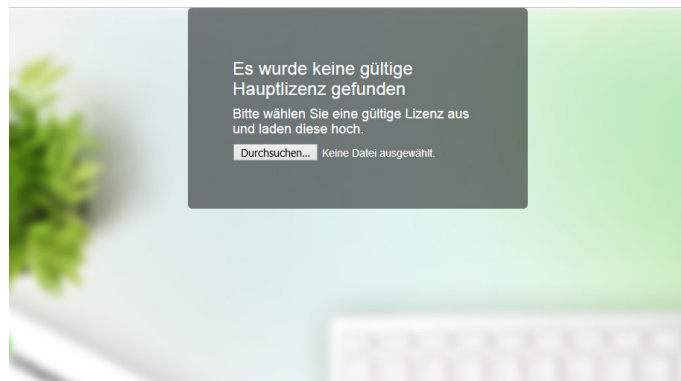 Es wurde keine gültige
Hauptlizenz gefunden
Bitte wählen Sie eine gültige Lizenz aus
und laden diese hoch.
Durchsuchen... Keine Datei ausgewählt.